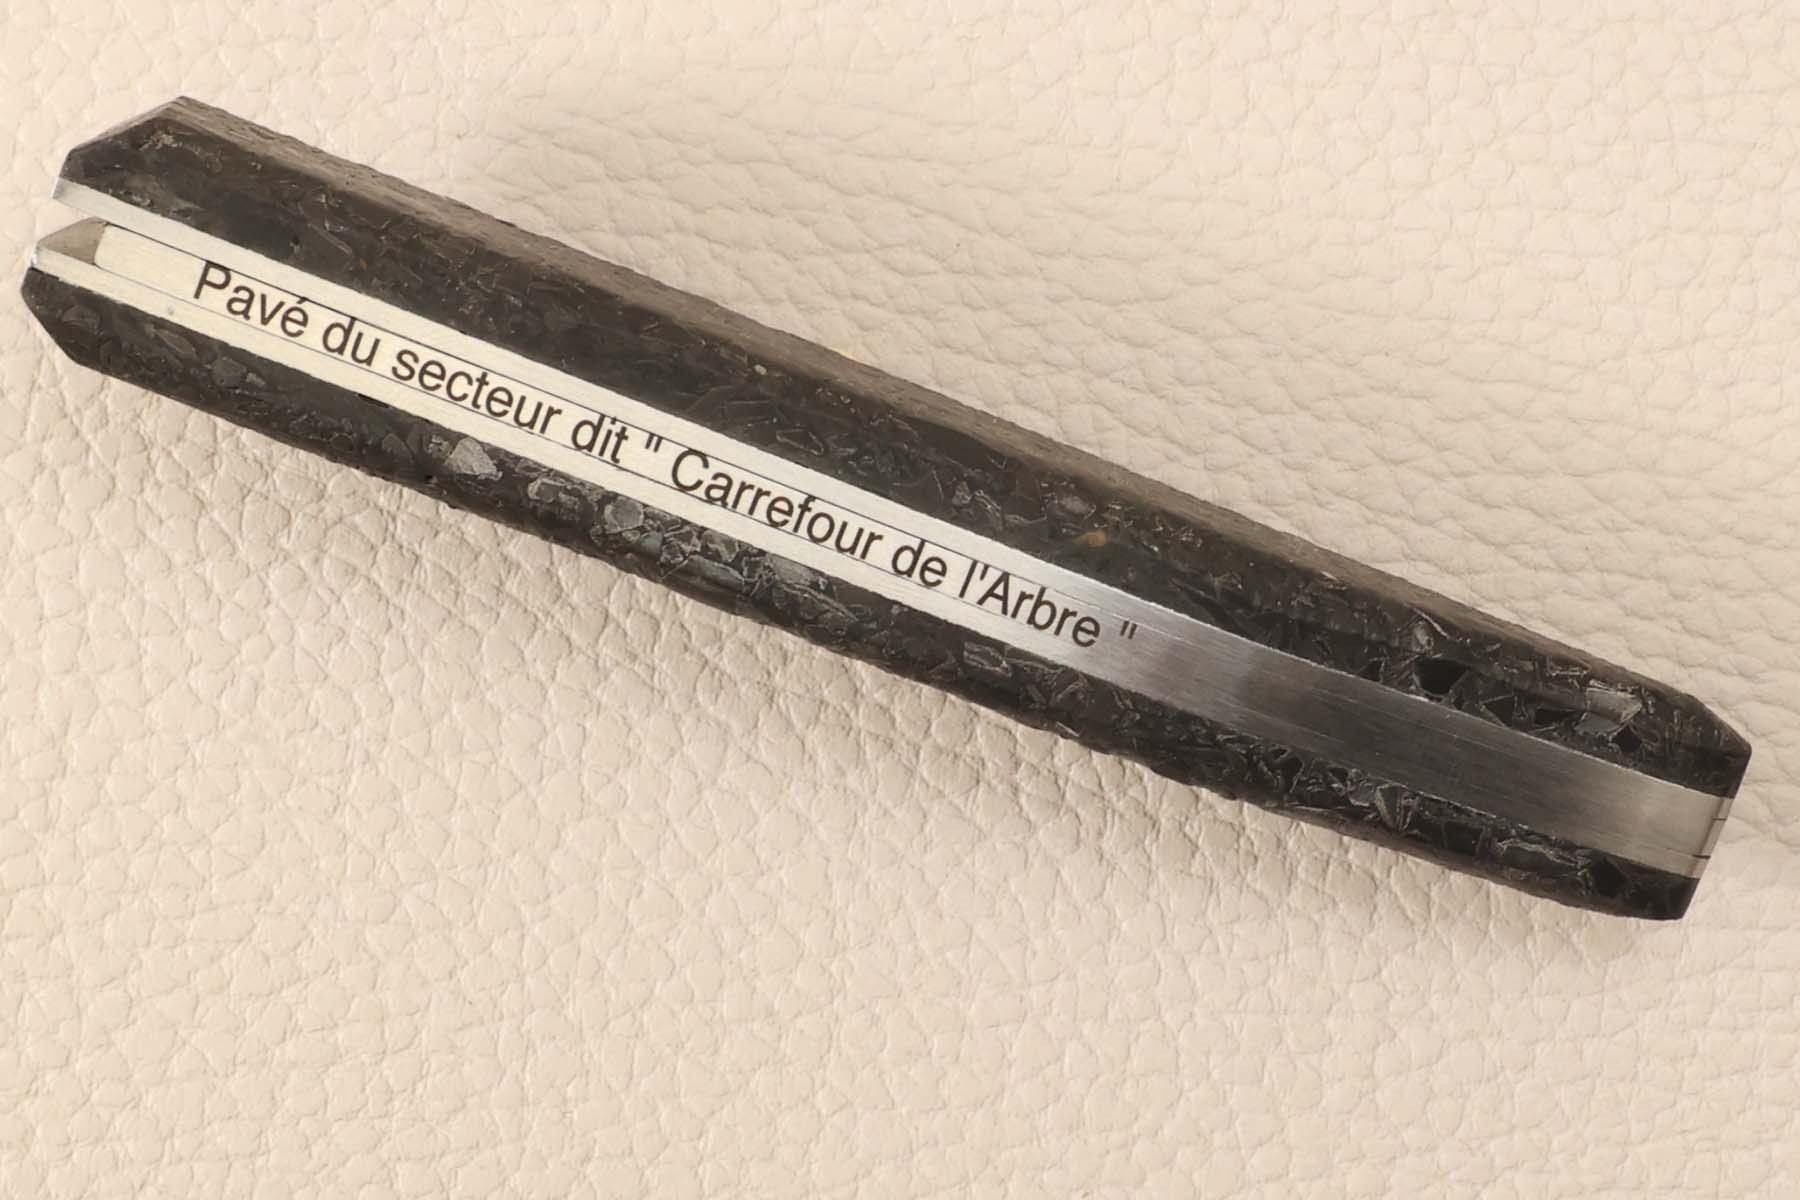 Pavé du secteur dit " Carrefour de l'Arbre "